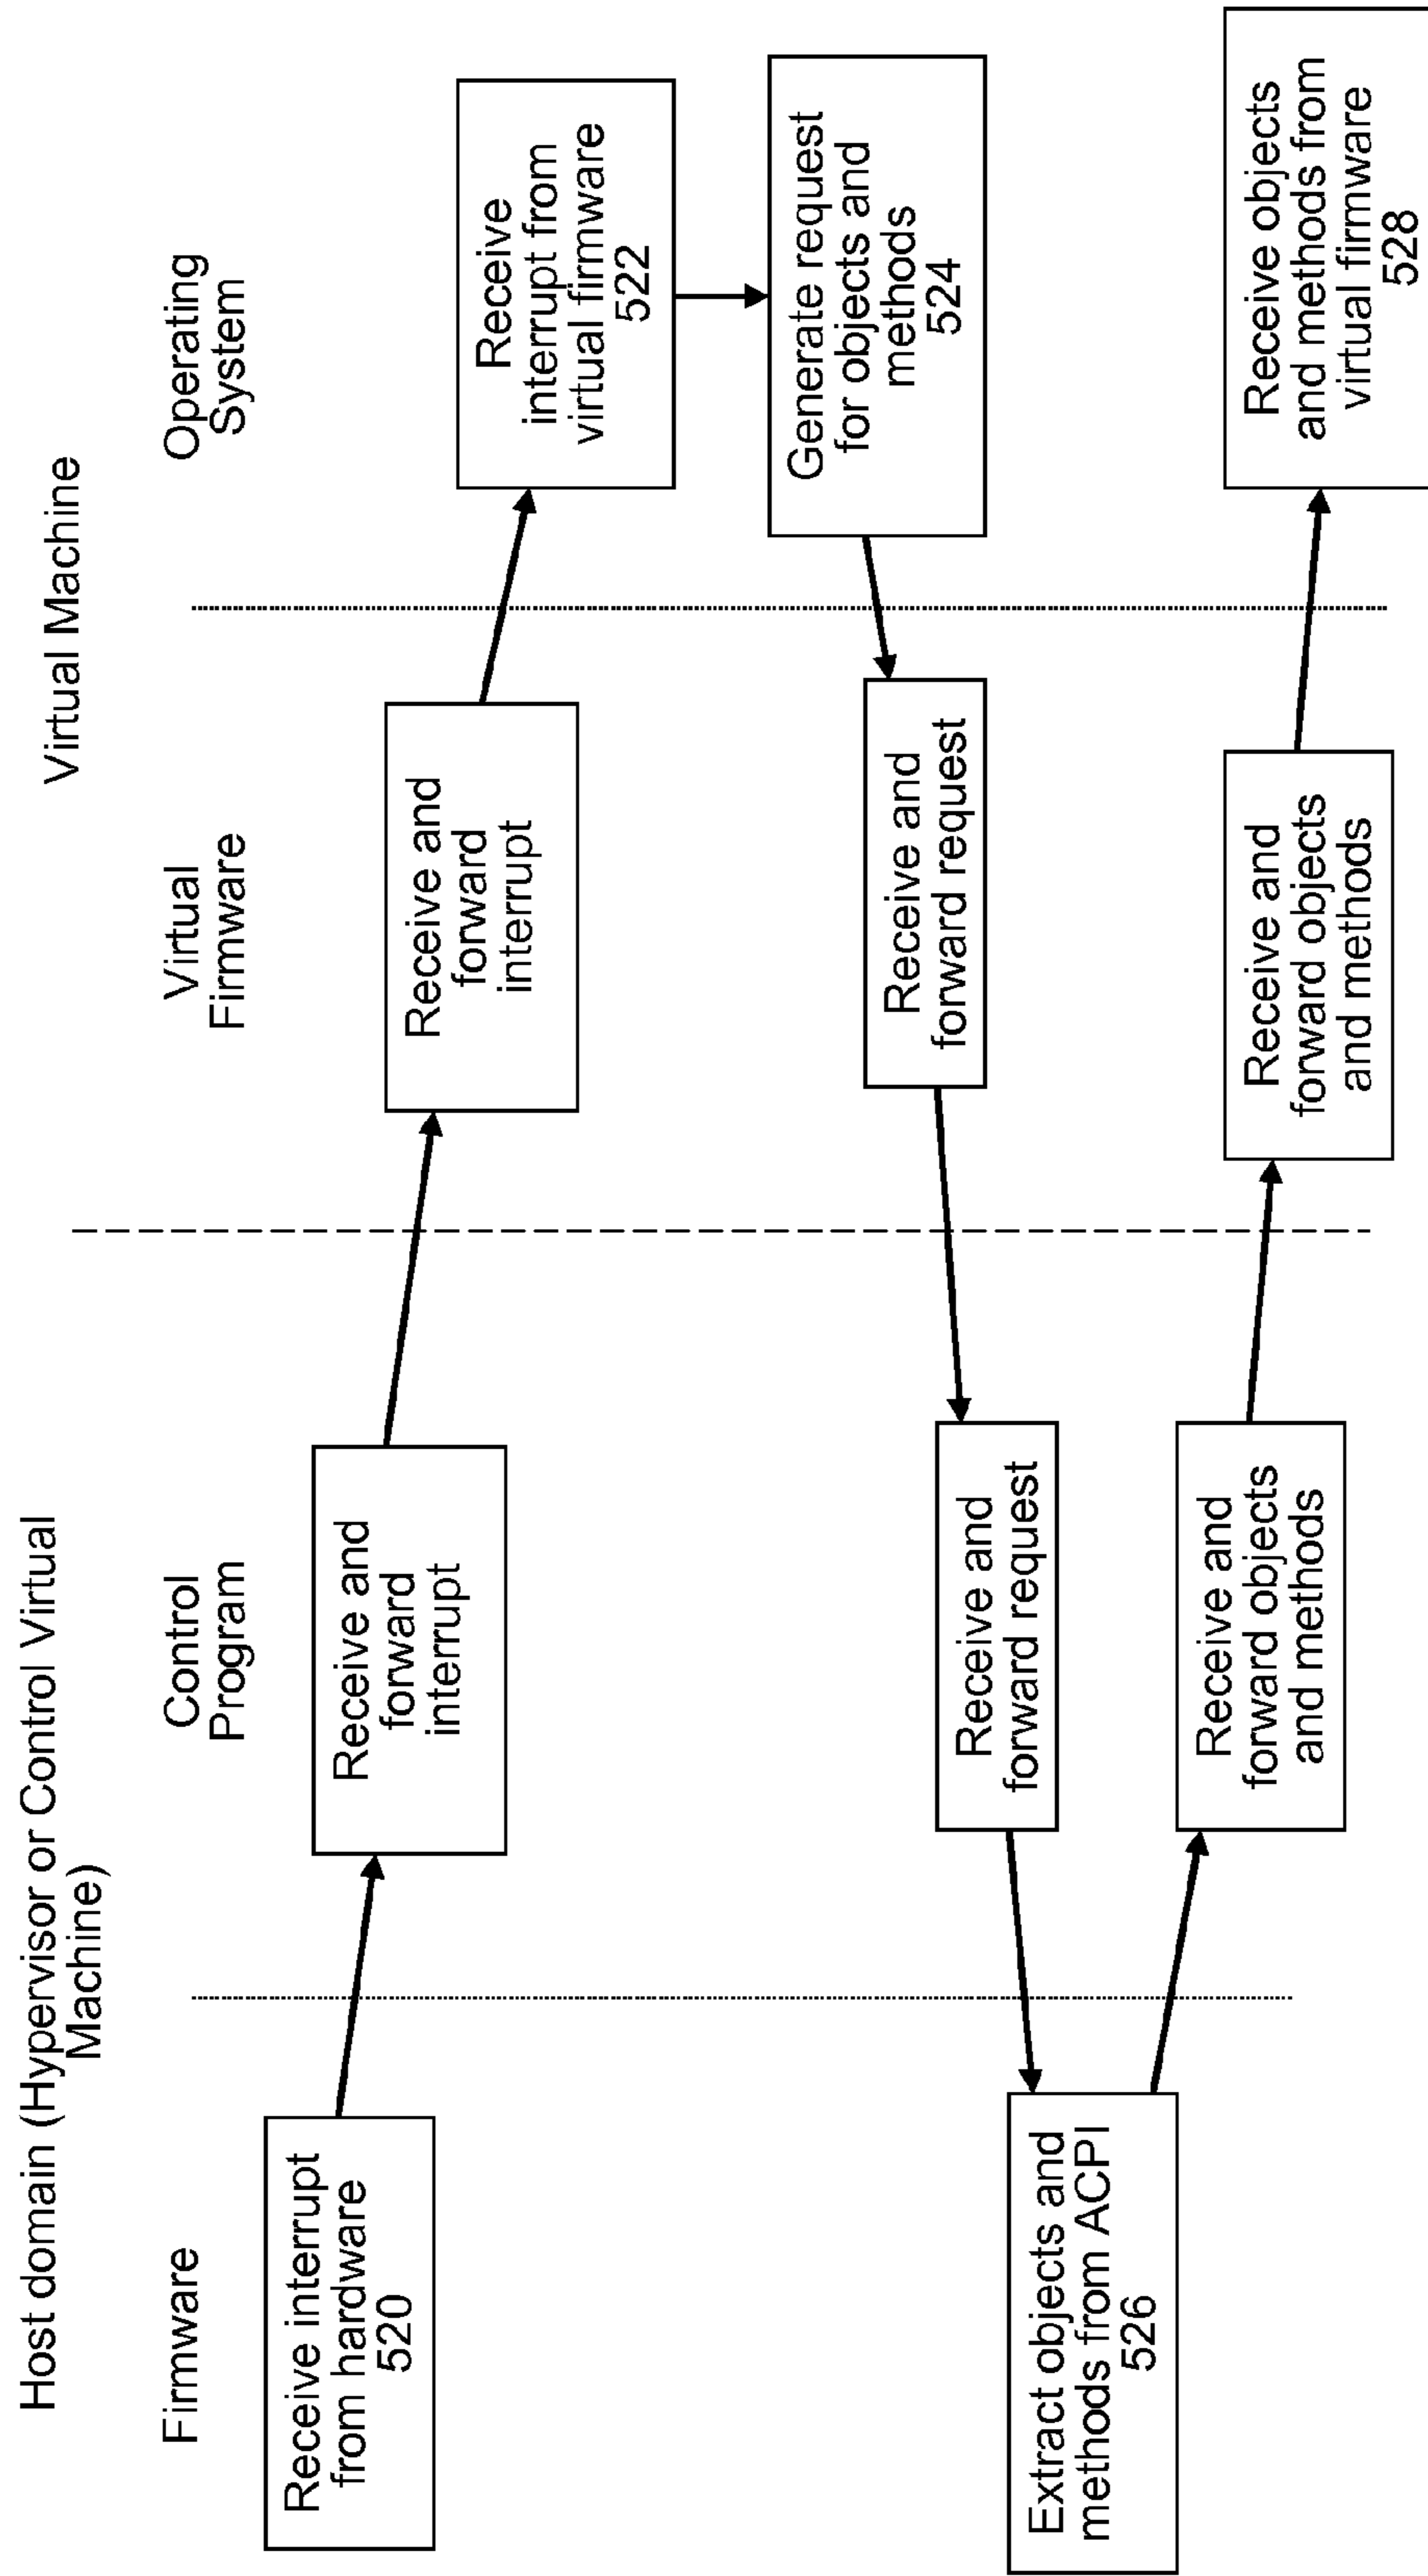 Host domain (Hypervisor or Control Virtual
Machine)
Virtual Machine
Firmware
Control
Program
Virtual
Firmware
Operating
System
Receive interrupt
from hardware
520
Receive and
forward
interrupt
Receive and
forward
interrupt
Receive
interrupt from
virtual firmware
522
Generate request
for objects and
methods
524
Receive and
forward request
Receive and
forward request
Extract objects and
methods from ACPI
526
Receive and
forward objects
and methods
Receive and
forward objects
and methods
Receive objects
and methods from
virtual firmware
528